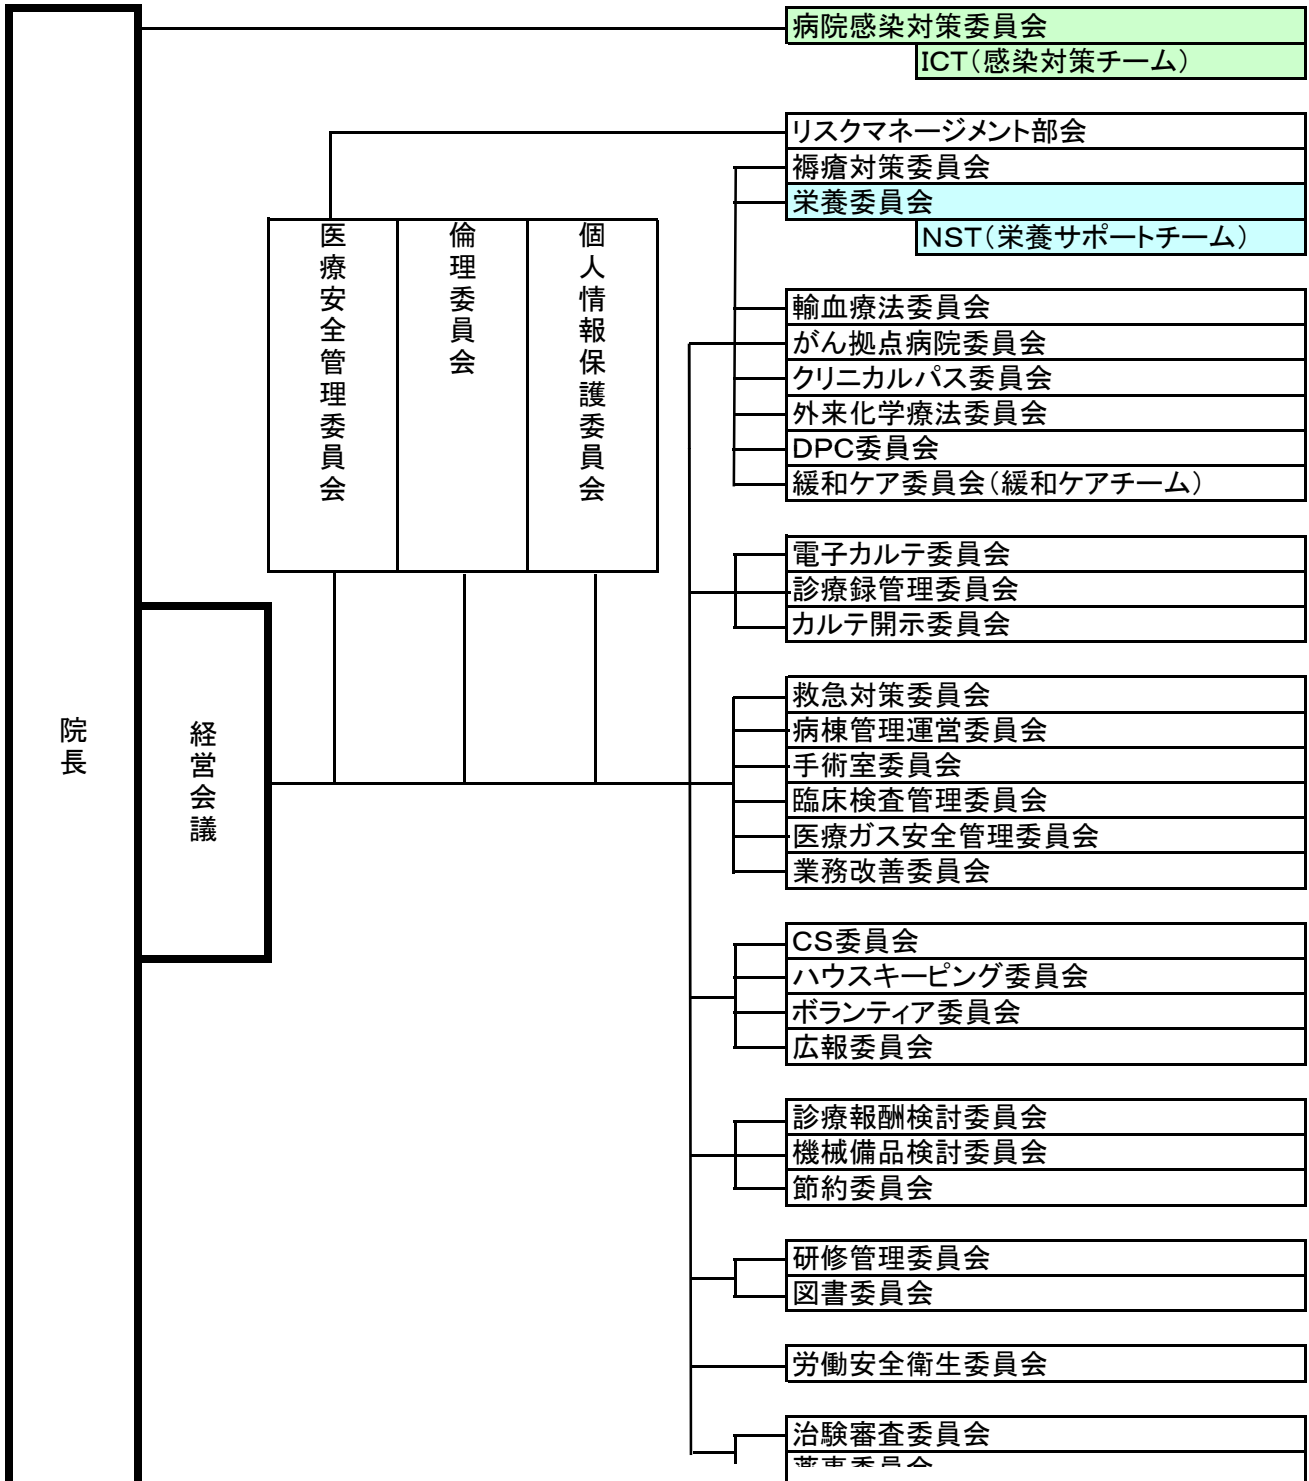 病院感染対策委員会
ICT（感染対策チーム）
リスクマネージメント部会
褥瘡対策委員会
栄養委員会
NST（栄養サポートチーム）
医療安全管理委員会
倫理委員会
個人情報保護委員会
輸血療法委員会
がん拠点病院委員会
クリニカルパス委員会
外来化学療法委員会
DPC委員会
緩和ケア委員会（緩和ケアチーム）
電子カルテ委員会
診療録管理委員会
カルテ開示委員会
院長
経営会議
救急対策委員会
病棟管理運営委員会
手術室委員会
臨床検査管理委員会
医療ガス安全管理委員会
業務改善委員会
CS委員会
ハウスキーピング委員会
ボランティア委員会
広報委員会
診療報酬検討委員会
機械備品検討委員会
節約委員会
研修管理委員会
図書委員会
労働安全衛生委員会
治験審査委員会
薬事委員会